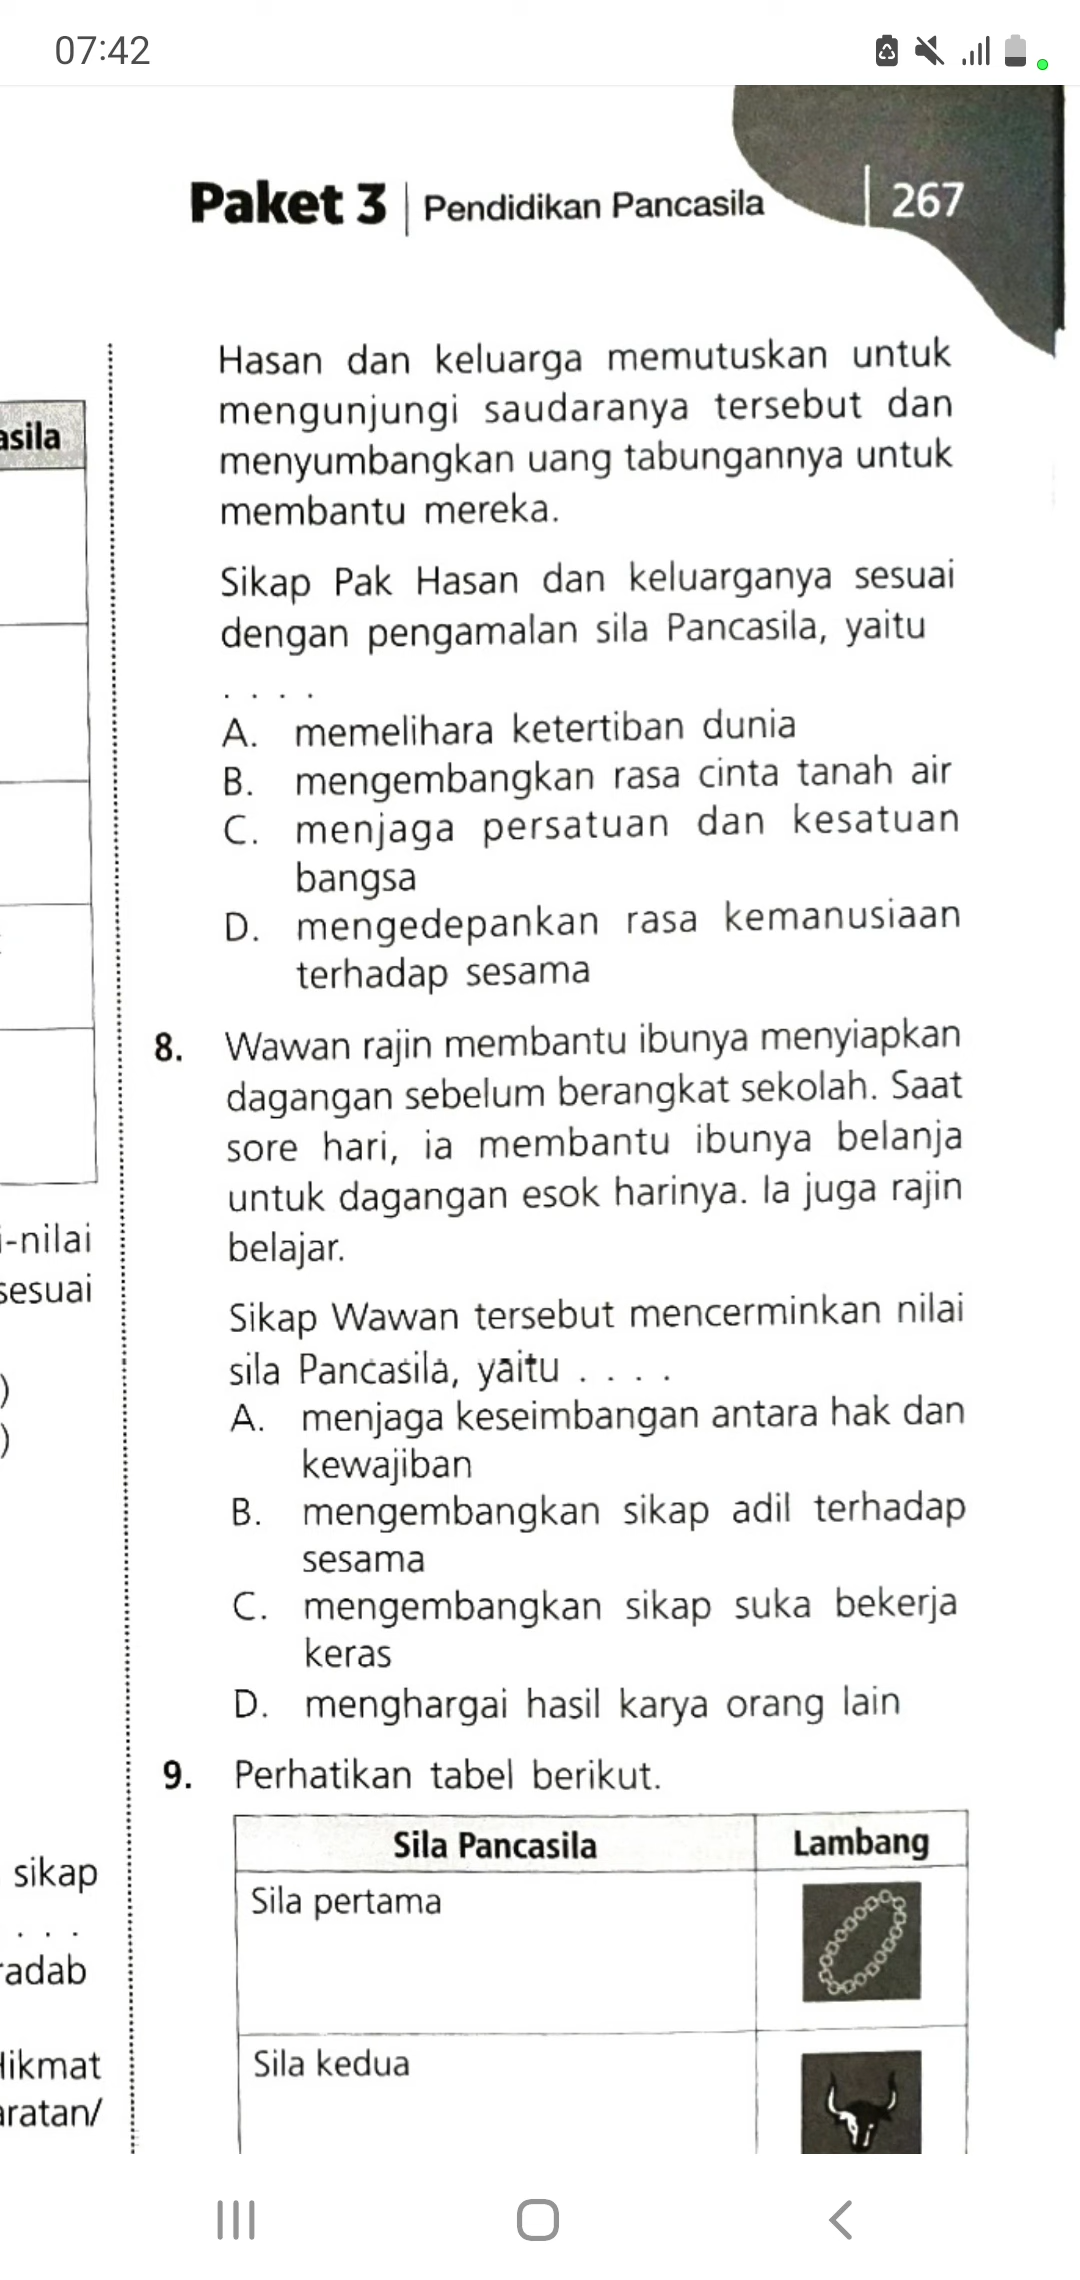 07:42
Paket 3 | Pendidikan Pancasila | 267
Hasan dan keluarga memutuskan untuk
mengunjungi saudaranya tersebut dan
menyumbangkan uang tabungannya untuk
membantu mereka.
Sikap Pak Hasan dan keluarganya sesuai
dengan pengamalan sila Pancasila, yaitu
. . . .
A. memelihara ketertiban dunia
B. mengembangkan rasa cinta tanah air
C. menjaga persatuan dan kesatuan
bangsa
D. mengedepankan rasa kemanusiaan
terhadap sesama
8. Wawan rajin membantu ibunya menyiapkan
dagangan sebelum berangkat sekolah. Saat
sore hari, ia membantu ibunya belanja
untuk dagangan esok harinya. Ia juga rajin
belajar.
Sikap Wawan tersebut mencerminkan nilai
sila Pancasila, yaitu . . . .
A. menjaga keseimbangan antara hak dan
kewajiban
B. mengembangkan sikap adil terhadap
sesama
C. mengembangkan sikap suka bekerja
keras
D. menghargai hasil karya orang lain
9. Perhatikan tabel berikut.
Sila Pancasila
Lambang
Sila pertama
Sila kedua
asila
i-nilai
sesuai
)
)
sikap
. . .
radab
likmat
aratan/